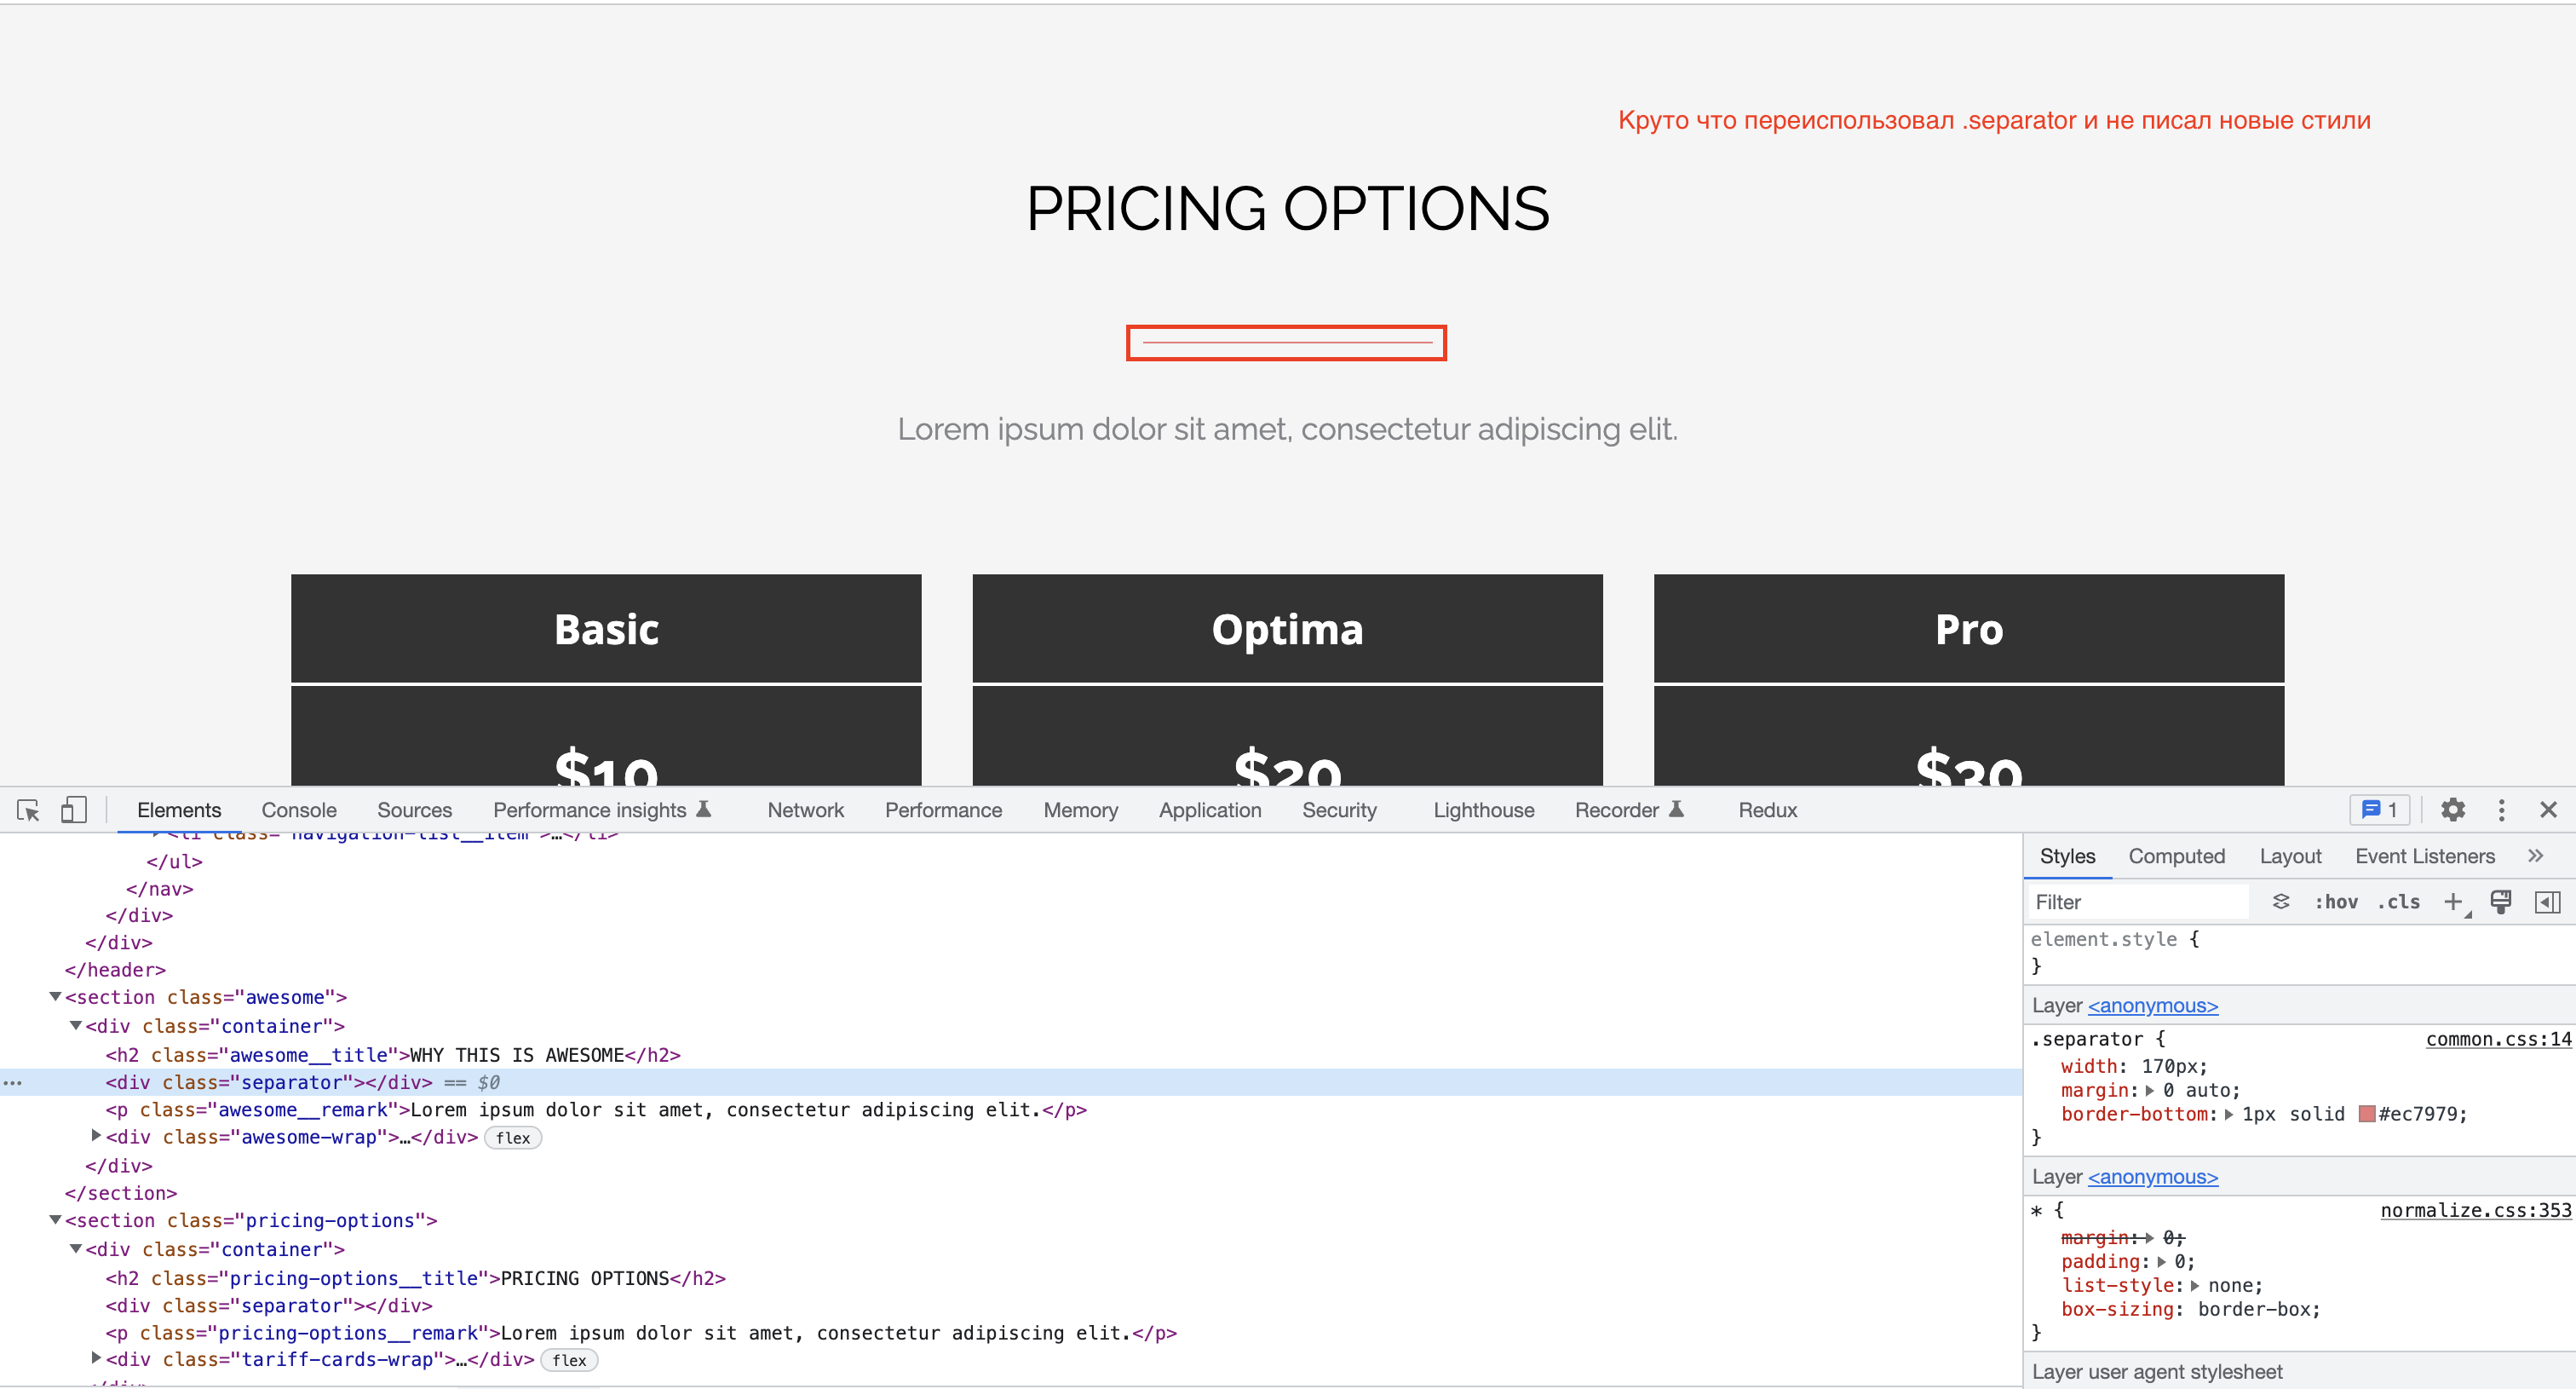 Круто что переиспользовал .separator и не писал новые стили
PRICING OPTIONS
Lorem ipsum dolor sit amet, consectetur adipiscing elit.
Basic
Optima
Pro
$10
$20
$30
Elements Console Sources Performance insights Network Performance Memory Application Security Lighthouse Recorder Redux 1
<li class="navigation-list__item">…</li>
</ul>
</nav>
</div>
</div>
</header>
<section class="awesome">
<div class="container">
<h2 class="awesome__title">WHY THIS IS AWESOME</h2>
<div class="separator"></div> == $0
<p class="awesome__remark">Lorem ipsum dolor sit amet, consectetur adipiscing elit.</p>
<div class="awesome-wrap">…</div> flex
</div>
</section>
<section class="pricing-options">
<div class="container">
<h2 class="pricing-options__title">PRICING OPTIONS</h2>
<div class="separator"></div>
<p class="pricing-options__remark">Lorem ipsum dolor sit amet, consectetur adipiscing elit.</p>
<div class="tariff-cards-wrap">…</div> flex
</div>
Styles Computed Layout Event Listeners »
Filter :hov .cls +
element.style {
}
Layer <anonymous>
.separator { common.css:14
width: 170px;
margin: 0 auto;
border-bottom: 1px solid #ec7979;
}
Layer <anonymous>
* { normalize.css:353
margin: 0;
padding: 0;
list-style: none;
box-sizing: border-box;
}
Layer user agent stylesheet